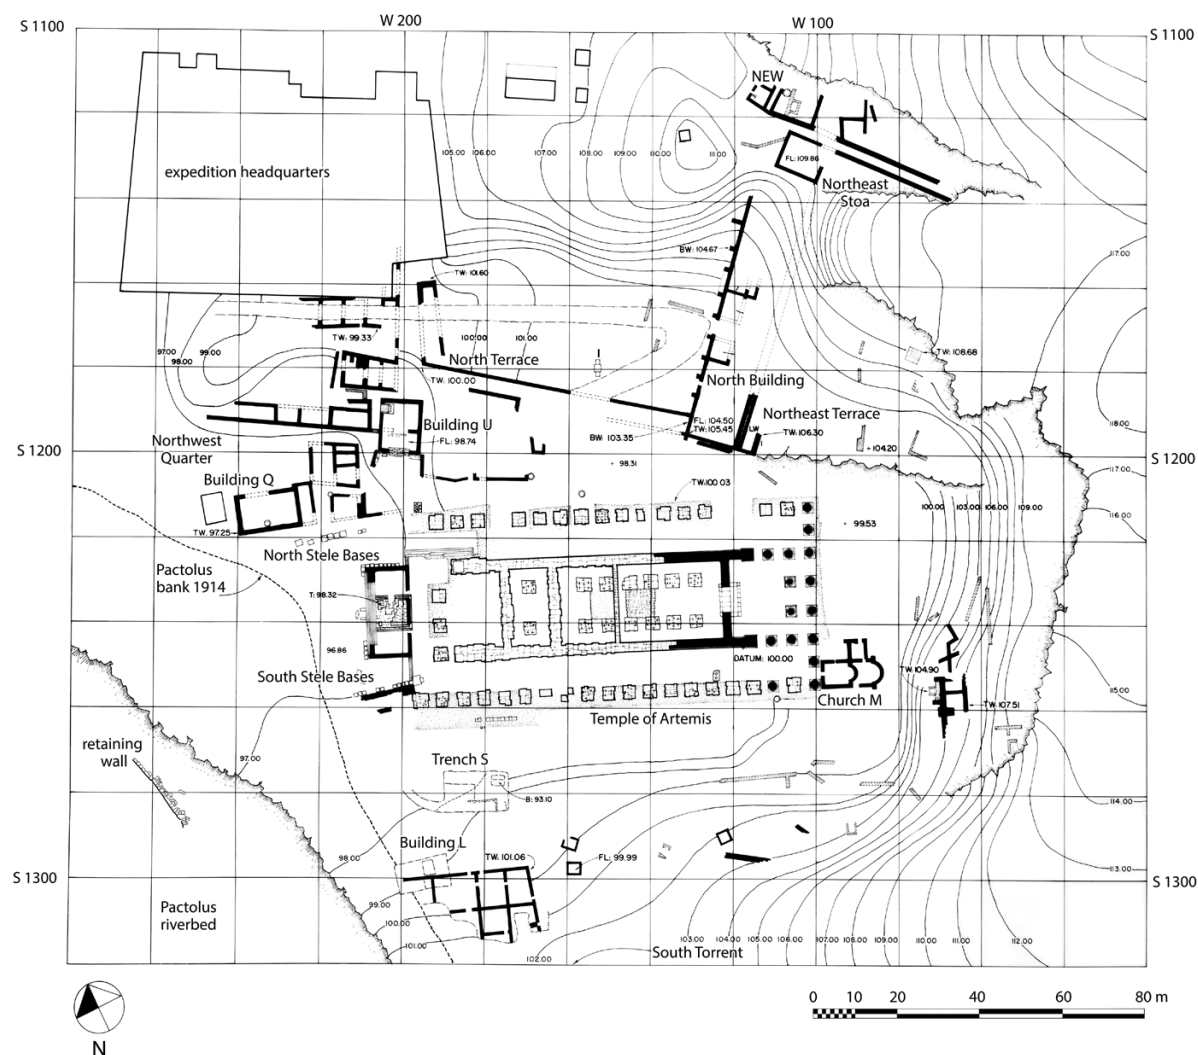 W 200
W 100
S 1100
S 1100
NEW
105.00
106.00
107.00
108.00
109.00
110.00
111.00
FL: 109.86
expedition headquarters
Northeast
Stoa
BW: 104.67
117.00
TW: 101.60
TW: 99.33
100.00
101.00
97.00
98.00
99.00
TW: 108.68
North Terrace
TW: 100.00
North Building
Building U
FL: 98.74
FL: 104.50
TW: 105.45
LW
Northeast Terrace
TW: 106.30
BW: 103.35
+104.20
118.00
Northwest
Quarter
S 1200
S 1200
98.31
117.00
Building Q
TW: 100.03
100.00
103.00
106.00
109.00
116.00
99.53
TW: 97.25
North Stele Bases
Pactolus
bank 1914
T: 98.32
96.86
DATUM: 100.00
TW: 104.90
South Stele Bases
Church M
TW: 107.51
115.00
Temple of Artemis
retaining
wall
97.00
Trench S
B: 93.10
114.00
Building L
98.00
TW: 101.06
FL: 99.99
113.00
S 1300
S 1300
99.00
Pactolus
riverbed
100.00
101.00
102.00
103.00
104.00
105.00
106.00
107.00
108.00
109.00
110.00
111.00
112.00
South Torrent
0 10 20 40 60 80 m
N